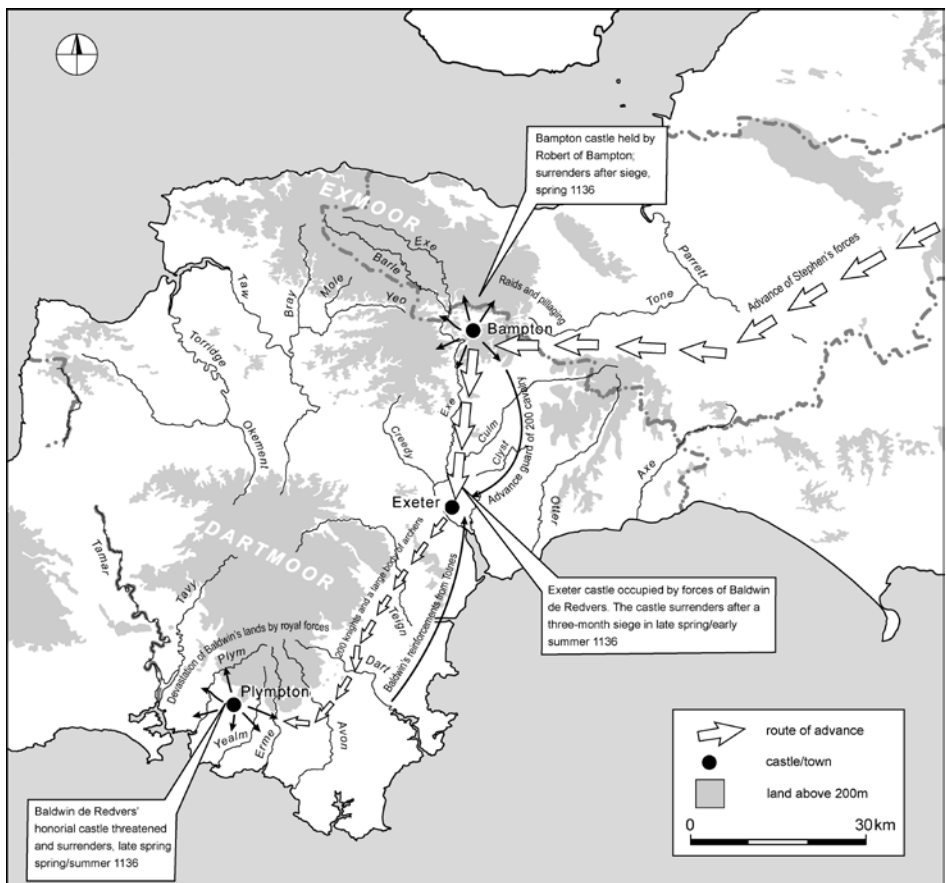 Bampton castle held by
Robert of Bampton;
surrenders after siege,
spring 1136
EXMOOR
Exe
Barle
Parrett
Advance of Stephen's forces
Taw
Bray
Mole
Yeo
Raids and pillaging
Tone
Bampton
Torridge
Exe
Culm
Creedy
Clyst
Advance guard of 200 cavalry
Okement
Axe
Otter
Exeter
DARTMOOR
Tamar
Tavy
200 knights and a large body of archers
Teign
Baldwin's reinforcements from Totnes
Exeter castle occupied by forces of Baldwin
de Redvers. The castle surrenders after a
three-month siege in late spring/early
summer 1136
Devastation of Baldwin's lands by royal forces
Plym
Dart
Plympton
Yealm
Erme
Avon
Baldwin de Redvers'
honorial castle threatened
and surrenders, late spring
spring/summer 1136
route of advance
castle/town
land above 200m
0 30km